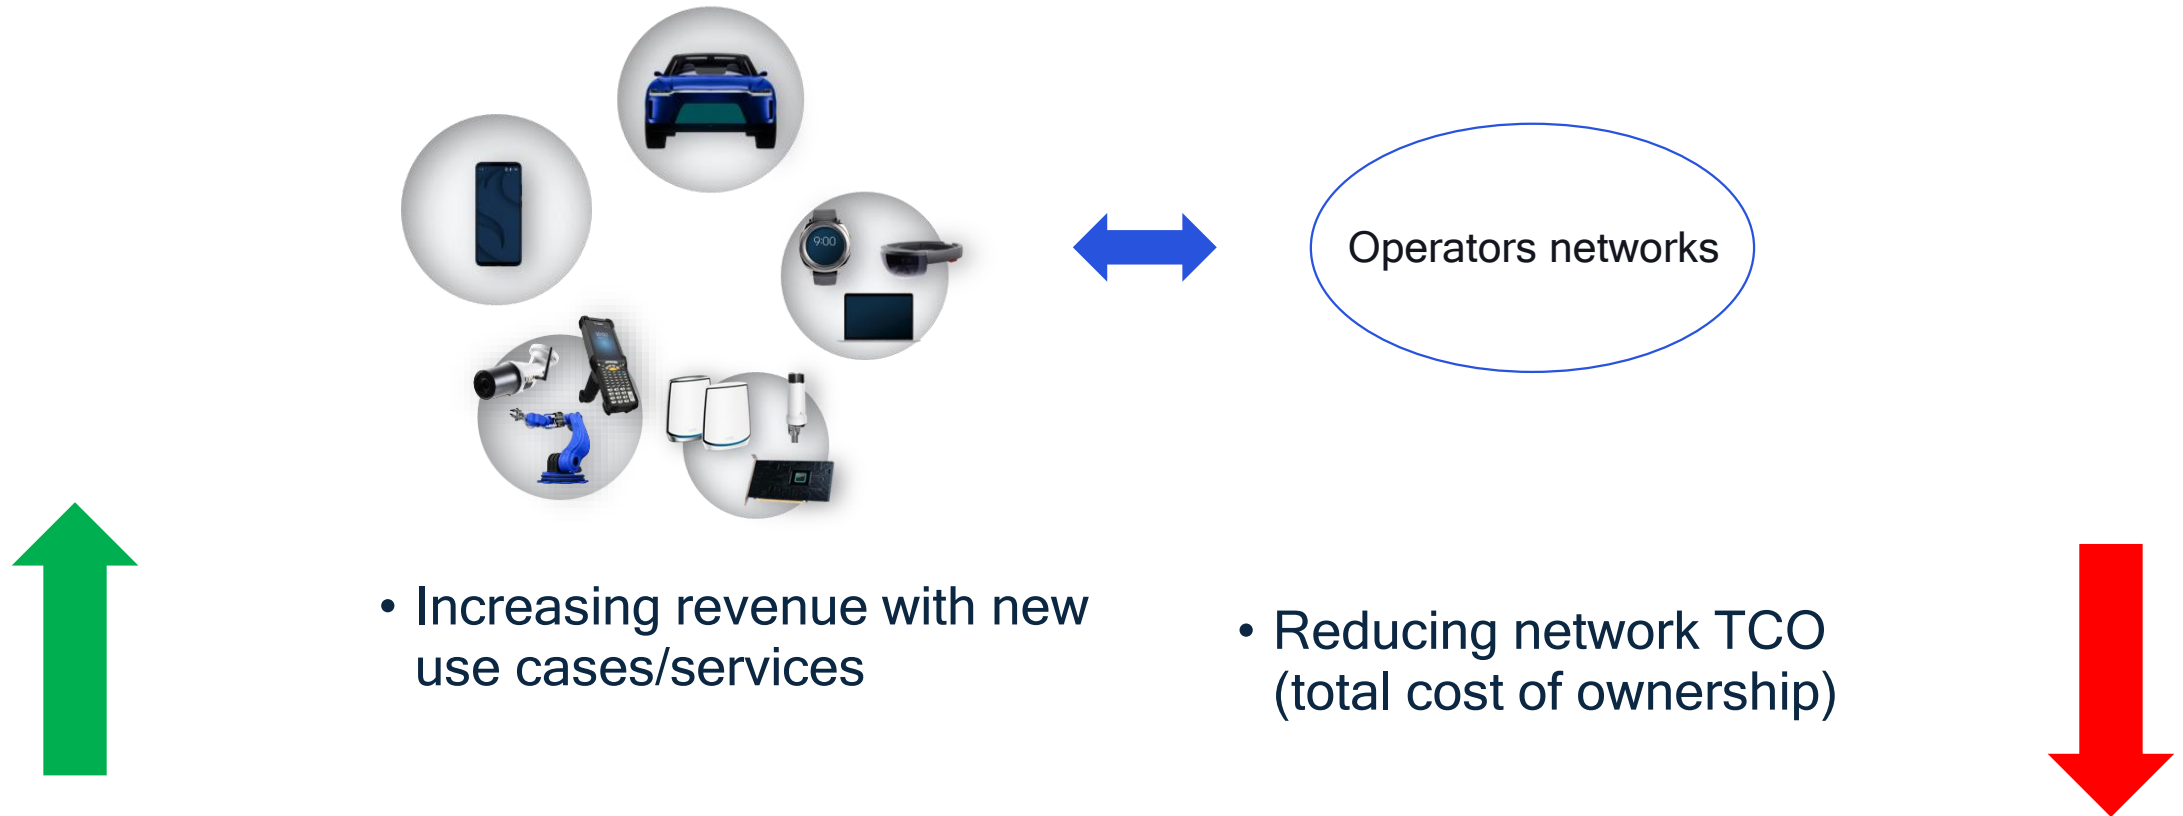 9:00
Operators networks
• Increasing revenue with new
use cases/services
• Reducing network TCO
(total cost of ownership)